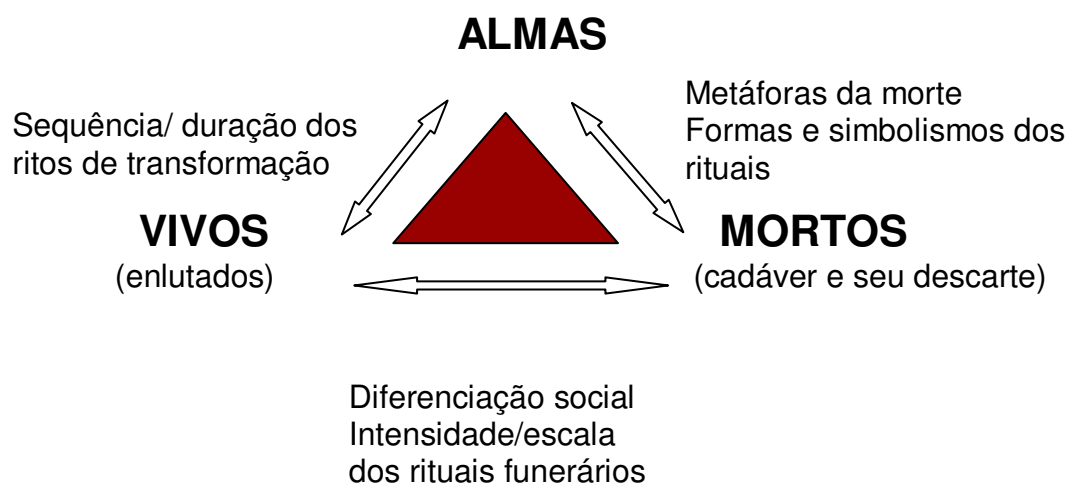 ALMAS
Sequência/ duração dos
ritos de transformação
Metáforas da morte
Formas e simbolismos dos
rituais
VIVOS
(enlutados)
MORTOS
(cadáver e seu descarte)
Diferenciação social
Intensidade/escala
dos rituais funerários